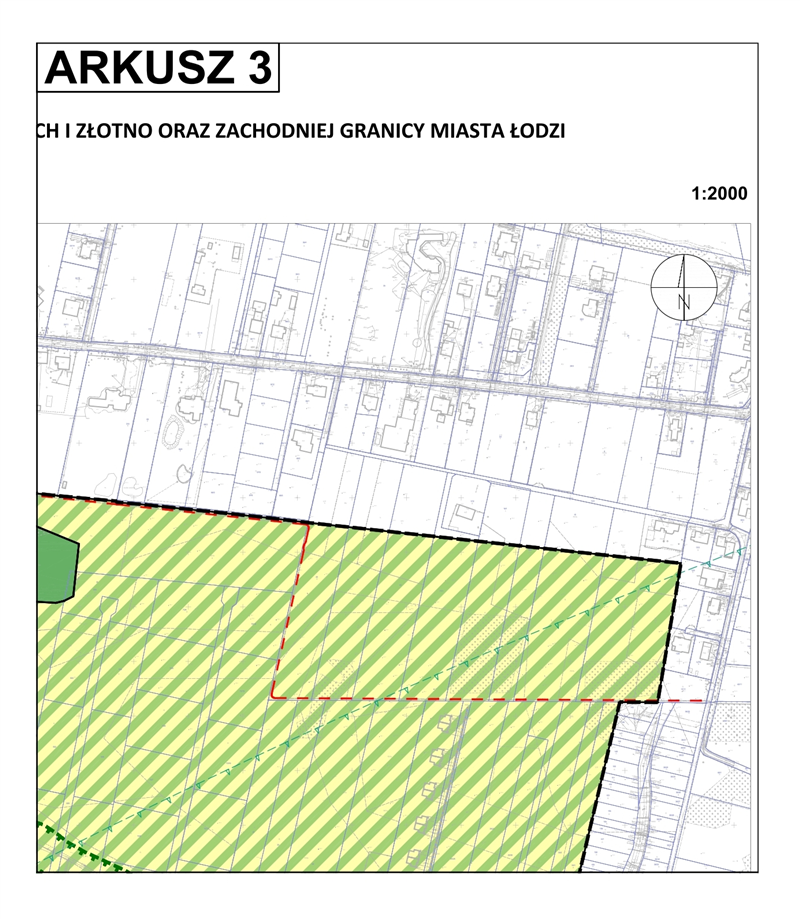 ARKUSZ 3
CH I ZŁOTNO ORAZ ZACHODNIEJ GRANICY MIASTA ŁODZI
1:2000
N